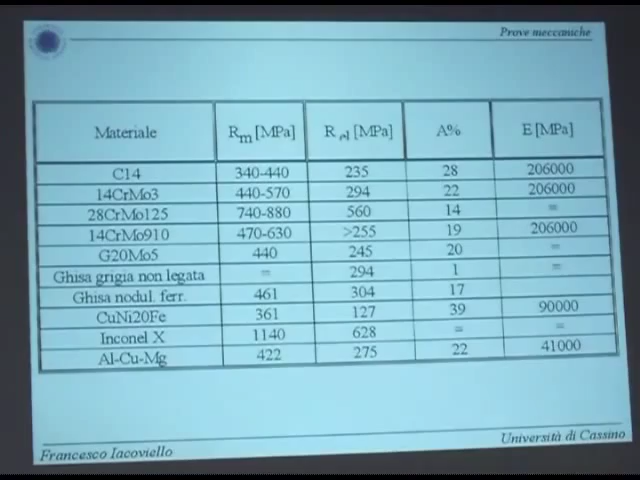 Prove meccaniche
Materiale Rm [MPa] R el [MPa] A% E [MPa]
C14 340-440 235 28 206000
14CrMo3 440-570 294 22 206000
28CrMo125 740-880 560 14 =
14CrMo910 470-630 >255 19 206000
G20Mo5 440 245 20 =
Ghisa grigia non legata = 294 1 =
Ghisa nodul. ferr. 461 304 17
CuNi20Fe 361 127 39 90000
Inconel X 1140 628 = =
Al-Cu-Mg 422 275 22 41000
Francesco Iacoviello Università di Cassino